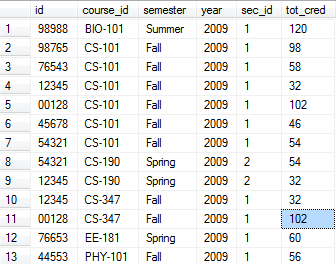 id course_id semester year sec_id tot_cred
1 98988 BIO-101 Summer 2009 1 120
2 98765 CS-101 Fall 2009 1 98
3 76543 CS-101 Fall 2009 1 58
4 12345 CS-101 Fall 2009 1 32
5 00128 CS-101 Fall 2009 1 102
6 45678 CS-101 Fall 2009 1 46
7 54321 CS-101 Fall 2009 1 54
8 54321 CS-190 Spring 2009 2 54
9 12345 CS-190 Spring 2009 2 32
10 12345 CS-347 Fall 2009 1 32
11 00128 CS-347 Fall 2009 1 102
12 76653 EE-181 Spring 2009 1 60
13 44553 PHY-101 Fall 2009 1 56